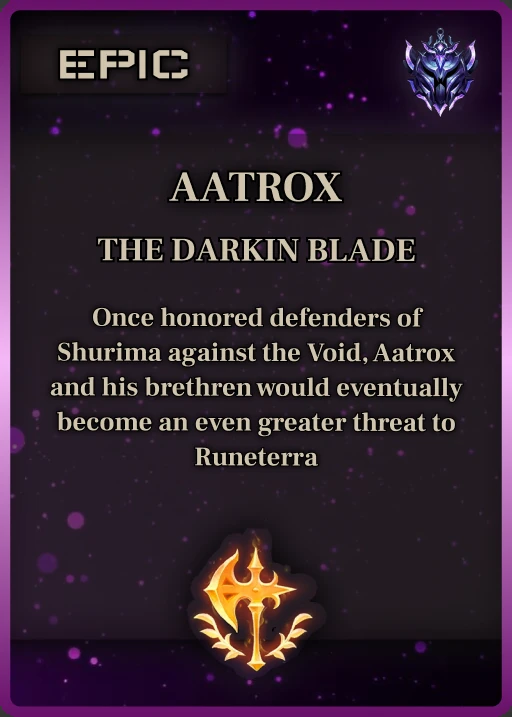 EPIC
AATROX
THE DARKIN BLADE
Once honored defenders of
Shurima against the Void, Aatrox
and his brethren would eventually
become an even greater threat to
Runeterra